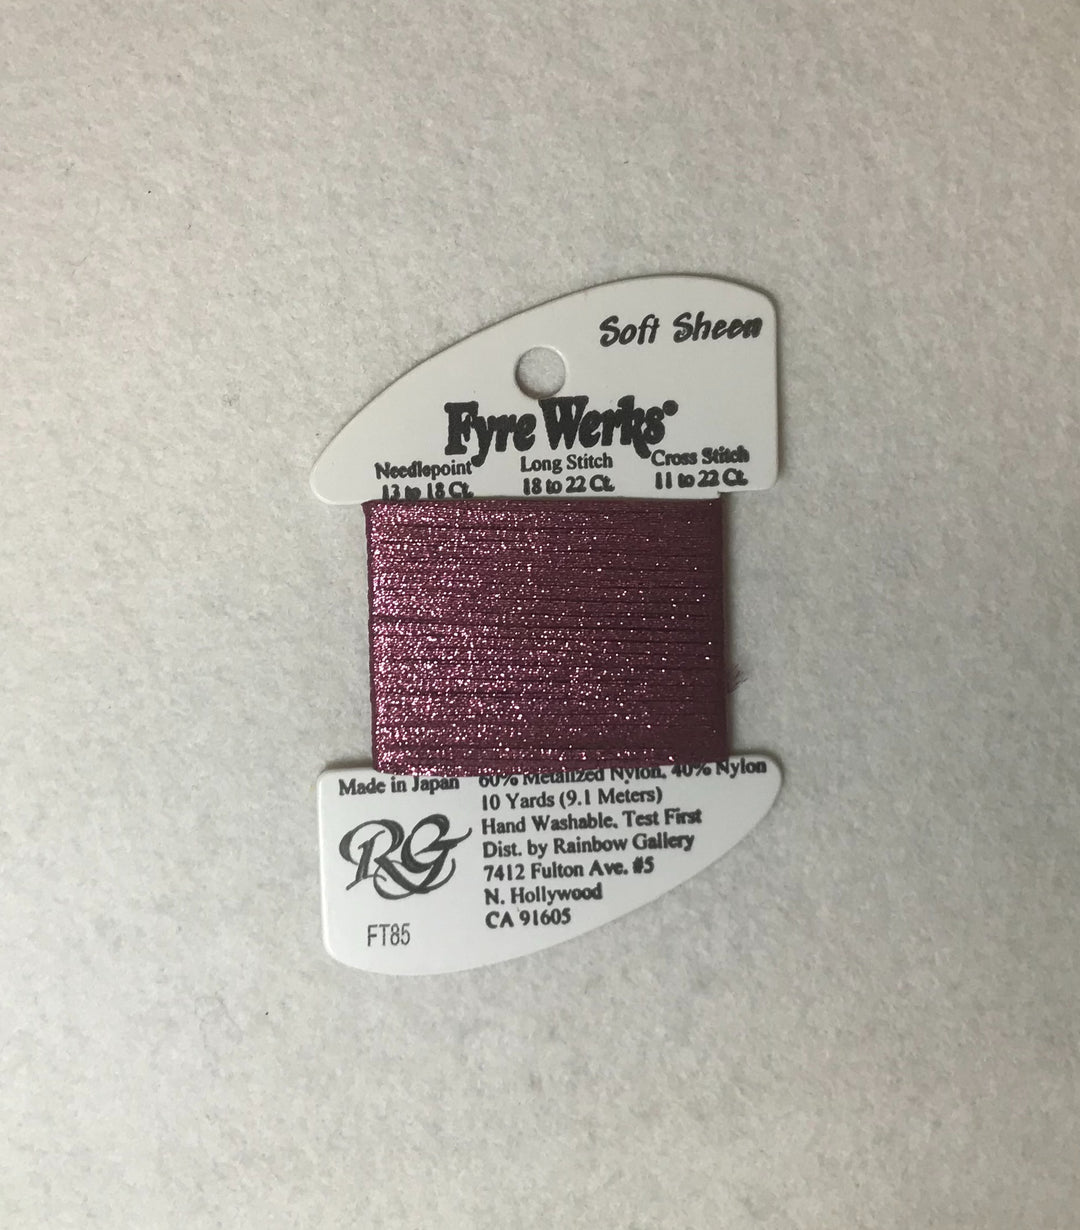 Soft Sheen
Fyre Werks®
Needlepoint Long Stitch Cross Stitch
13 to 18 Ct. 18 to 22 Ct. 11 to 22 Ct.
Made in Japan 60% Metalized Nylon, 40% Nylon
10 Yards (9.1 Meters)
Hand Washable, Test First
Dist. by Rainbow Gallery
7412 Fulton Ave. #5
N. Hollywood
CA 91605
RG
FT85